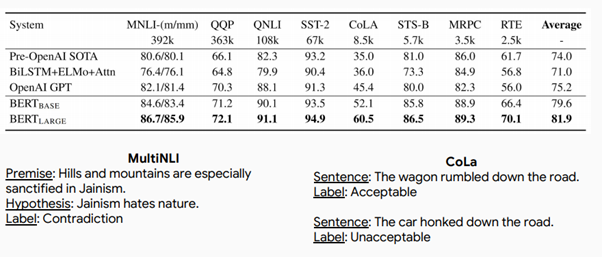 System MNLI-(m/mm) QQP QNLI SST-2 CoLA STS-B MRPC RTE Average
392k 363k 108k 67k 8.5k 5.7k 3.5k 2.5k -
Pre-OpenAI SOTA 80.6/80.1 66.1 82.3 93.2 35.0 81.0 86.0 61.7 74.0
BiLSTM+ELMo+Attn 76.4/76.1 64.8 79.9 90.4 36.0 73.3 84.9 56.8 71.0
OpenAI GPT 82.1/81.4 70.3 88.1 91.3 45.4 80.0 82.3 56.0 75.2
BERTBASE 84.6/83.4 71.2 90.1 93.5 52.1 85.8 88.9 66.4 79.6
BERTLARGE 86.7/85.9 72.1 91.1 94.9 60.5 86.5 89.3 70.1 81.9
MultiNLI
Premise: Hills and mountains are especially
sanctified in Jainism.
Hypothesis: Jainism hates nature.
Label: Contradiction
CoLa
Sentence: The wagon rumbled down the road.
Label: Acceptable
Sentence: The car honked down the road.
Label: Unacceptable